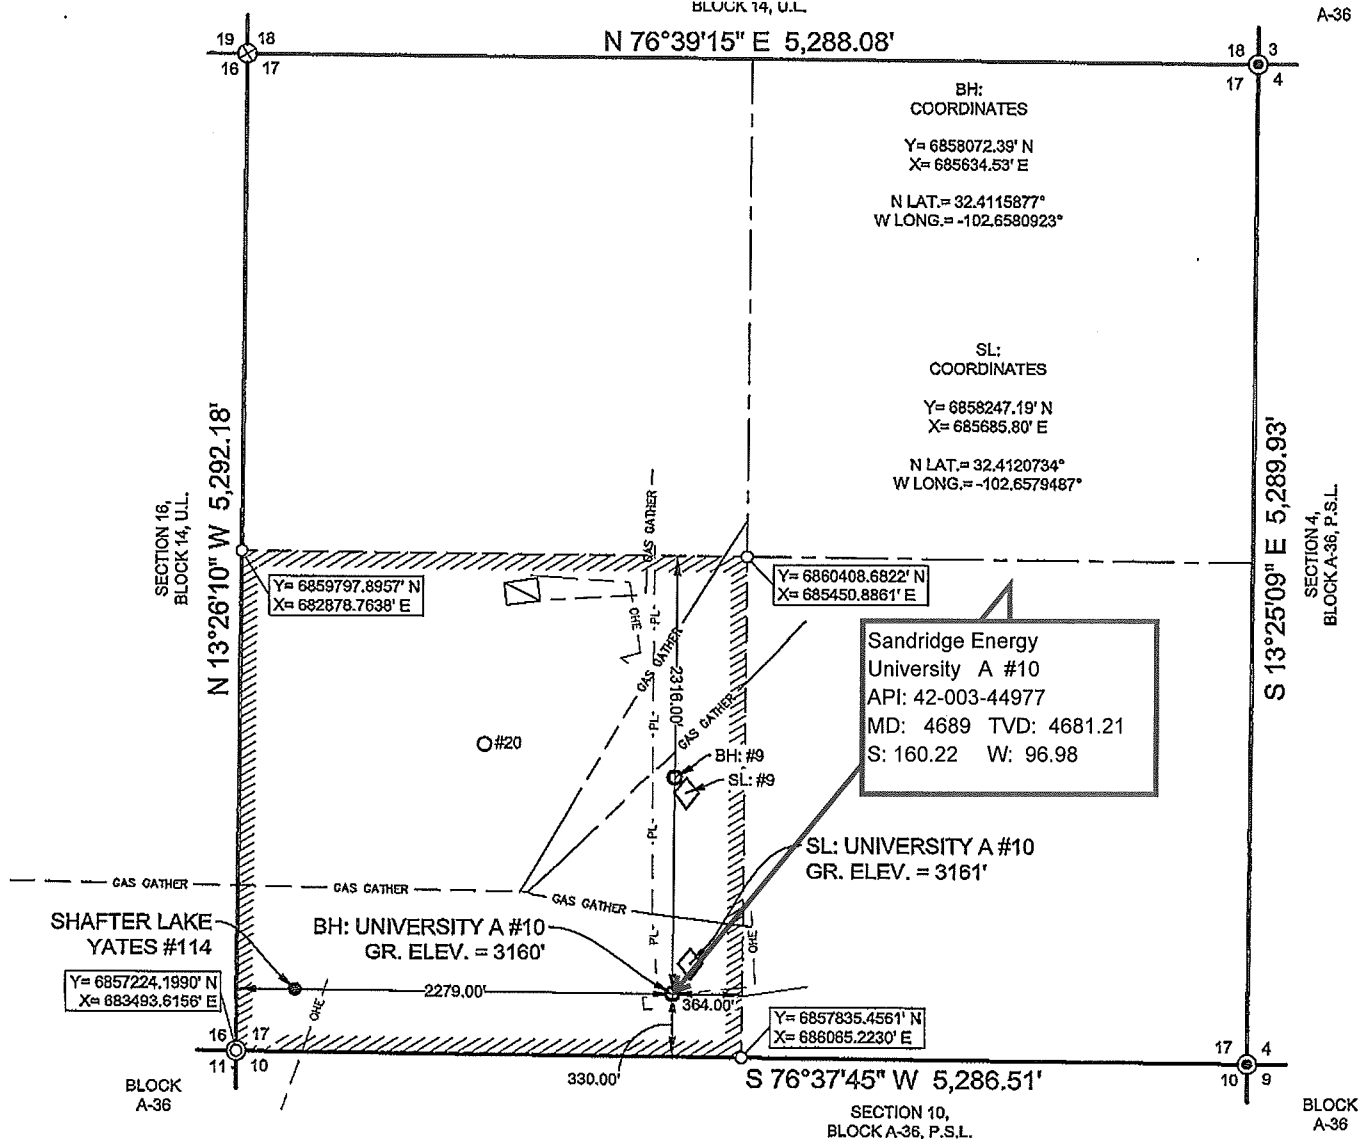 BLOCK 14, U.L.
A-36
19 18
16 17
N 76°39'15" E 5,288.08'
18 3
17 4
BH:
COORDINATES
Y= 6858072.39' N
X= 685634.53' E
N LAT.= 32.4115877°
W LONG.= -102.6580923°
SL:
COORDINATES
Y= 6858247.19' N
X= 685685.80' E
N LAT.= 32.4120734°
W LONG.= -102.6579487°
N 13°26'10" W 5,292.18'
S 13°25'09" E 5,289.93'
SECTION 16,
BLOCK 14, U.L.
SECTION 4,
BLOCK A-36, P.S.L.
GAS GATHER
Y= 6859797.8957' N
X= 682878.7638' E
Y= 6860408.6822' N
X= 685450.8861' E
OHE
PL
GAS GATHER
2316.00'
PL
GAS GATHER
Sandridge Energy
University A #10
API: 42-003-44977
MD: 4689 TVD: 4681.21
S: 160.22 W: 96.98
#20
BH: #9
SL: #9
PL
SL: UNIVERSITY A #10
GR. ELEV. = 3161'
GAS GATHER
GAS GATHER
GAS GATHER
SHAFTER LAKE
YATES #114
BH: UNIVERSITY A #10
GR. ELEV. = 3160'
PL
OHE
Y= 6857224.1990' N
X= 683493.6156' E
2279.00'
364.00'
OHE
Y= 6857835.4561' N
X= 686065.2230' E
16 17
11 10
17 4
10 9
330.00'
S 76°37'45" W 5,286.51'
BLOCK
A-36
SECTION 10,
BLOCK A-36, P.S.L.
BLOCK
A-36